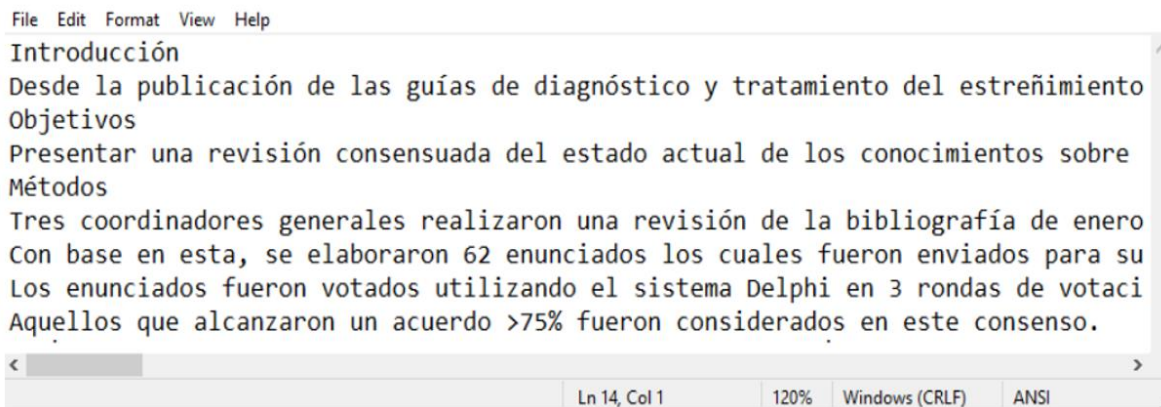 File Edit Format View Help
Introducción
Desde la publicación de las guías de diagnóstico y tratamiento del estreñimiento
Objetivos
Presentar una revisión consensuada del estado actual de los conocimientos sobre
Métodos
Tres coordinadores generales realizaron una revisión de la bibliografía de enero
Con base en esta, se elaboraron 62 enunciados los cuales fueron enviados para su
Los enunciados fueron votados utilizando el sistema Delphi en 3 rondas de votaci
Aquellos que alcanzaron un acuerdo >75% fueron considerados en este consenso.
Ln 14, Col 1 120% Windows (CRLF) ANSI